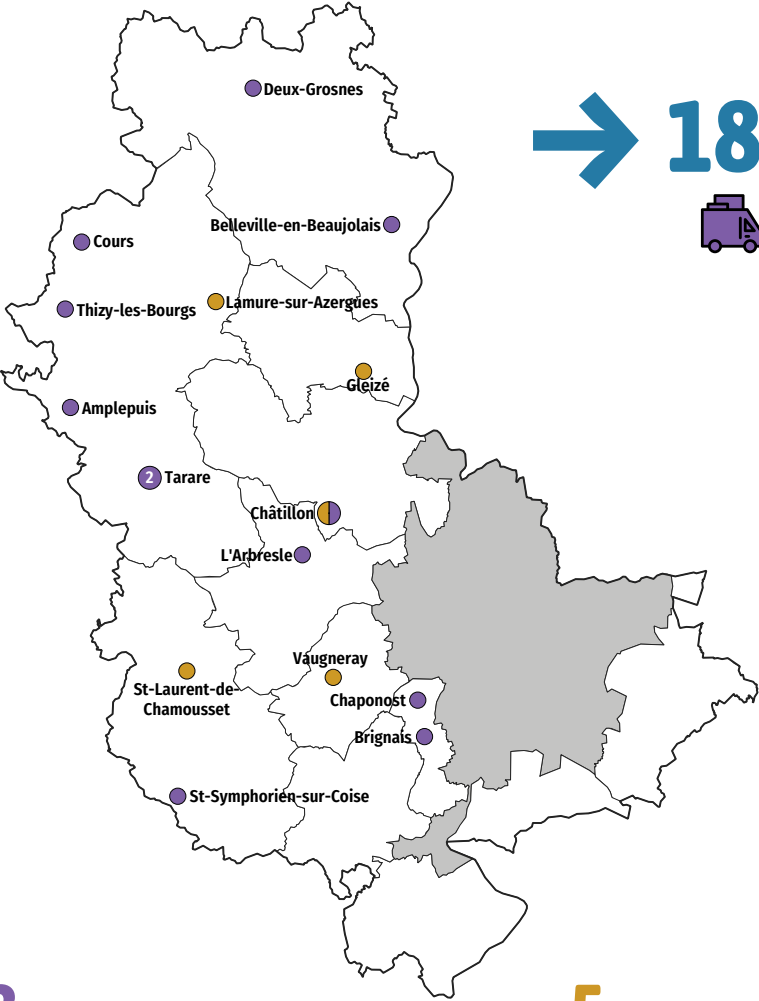 Deux-Grosnes
18
Belleville-en-Beaujolais
Cours
Lamure-sur-Azergues
Thizy-les-Bourgs
Gleizé
Amplepuis
2 Tarare
Châtillon
L'Arbresle
Vaugneray
St-Laurent-de-
Chamousset
Chaponost
Brignais
St-Symphorien-sur-Coise